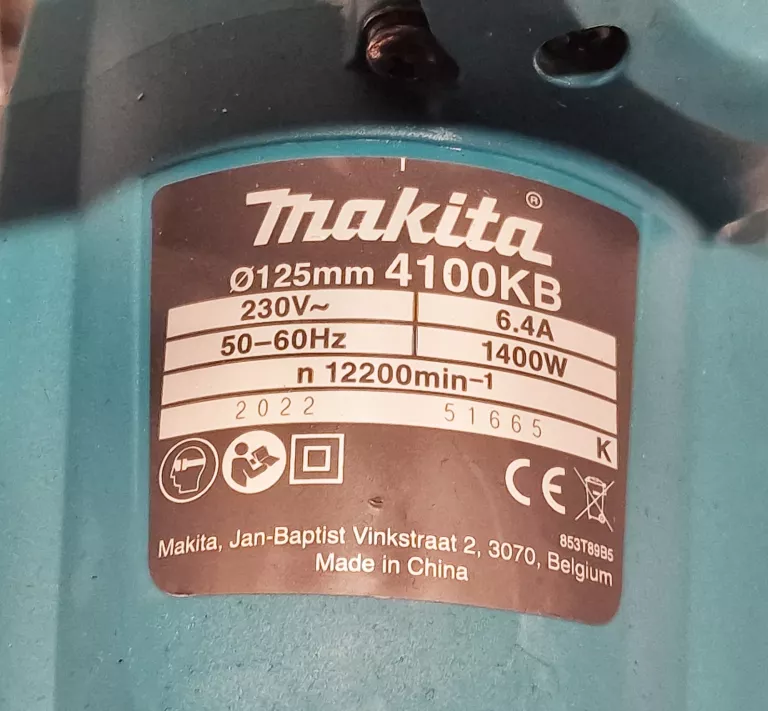 makita®
Ø125mm 4100KB
230V~ 6.4A
50–60Hz 1400W
n 12200min–1
2022 51665 K
CE
853T89B5
Makita, Jan-Baptist Vinkstraat 2, 3070, Belgium
Made in China